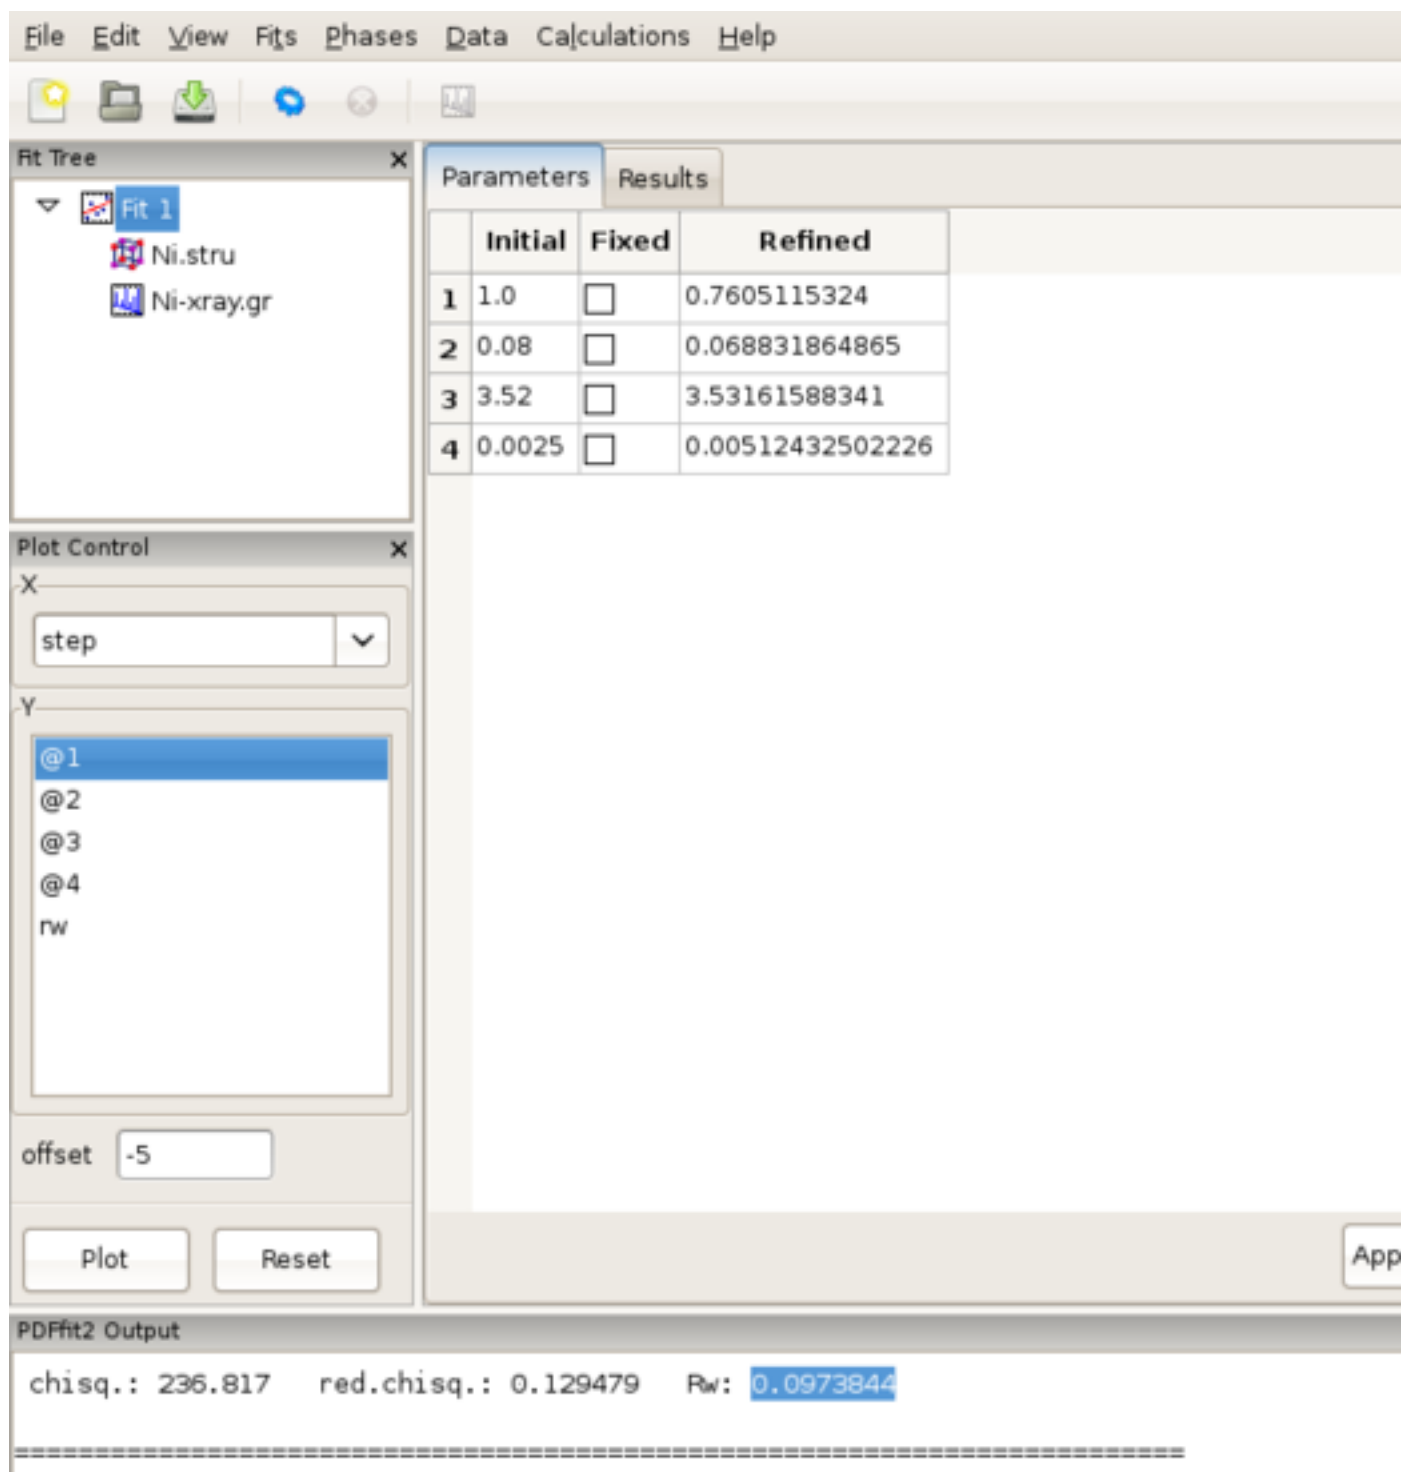 File Edit View Fits Phases Data Calculations Help
Fit Tree
Fit 1
Ni.stru
Ni-xray.gr
Parameters Results
Initial Fixed Refined
1 1.0 0.7605115324
2 0.08 0.068831864865
3 3.52 3.53161588341
4 0.0025 0.00512432502226
Plot Control
X
step
Y
@1
@2
@3
@4
rw
offset -5
Plot Reset
App
PDFfit2 Output
chisq.: 236.817 red.chisq.: 0.129479 Rw: 0.0973844
========================================================================